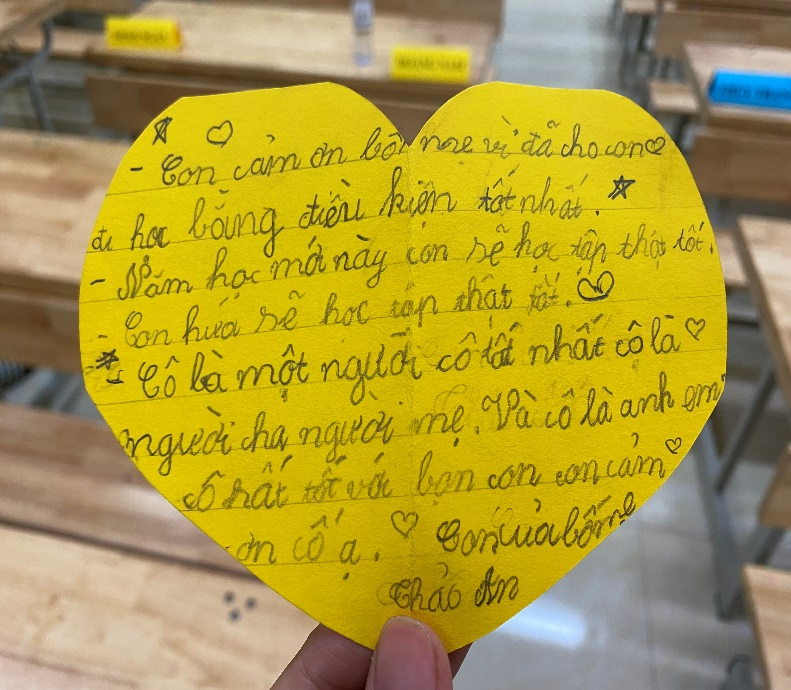 - Con cảm ơn bố mẹ vì đã cho con
đi học bằng điều kiện tốt nhất.
- Năm học mới này con sẽ học tập thật tốt.
- Con hứa sẽ học tập thật tốt.
- Cô là một người cô tốt nhất cô là
người cha người mẹ. Và cô là anh em
cô rất tốt với bạn con con cảm
ơn cô ạ. Con của bố mẹ
Thảo An